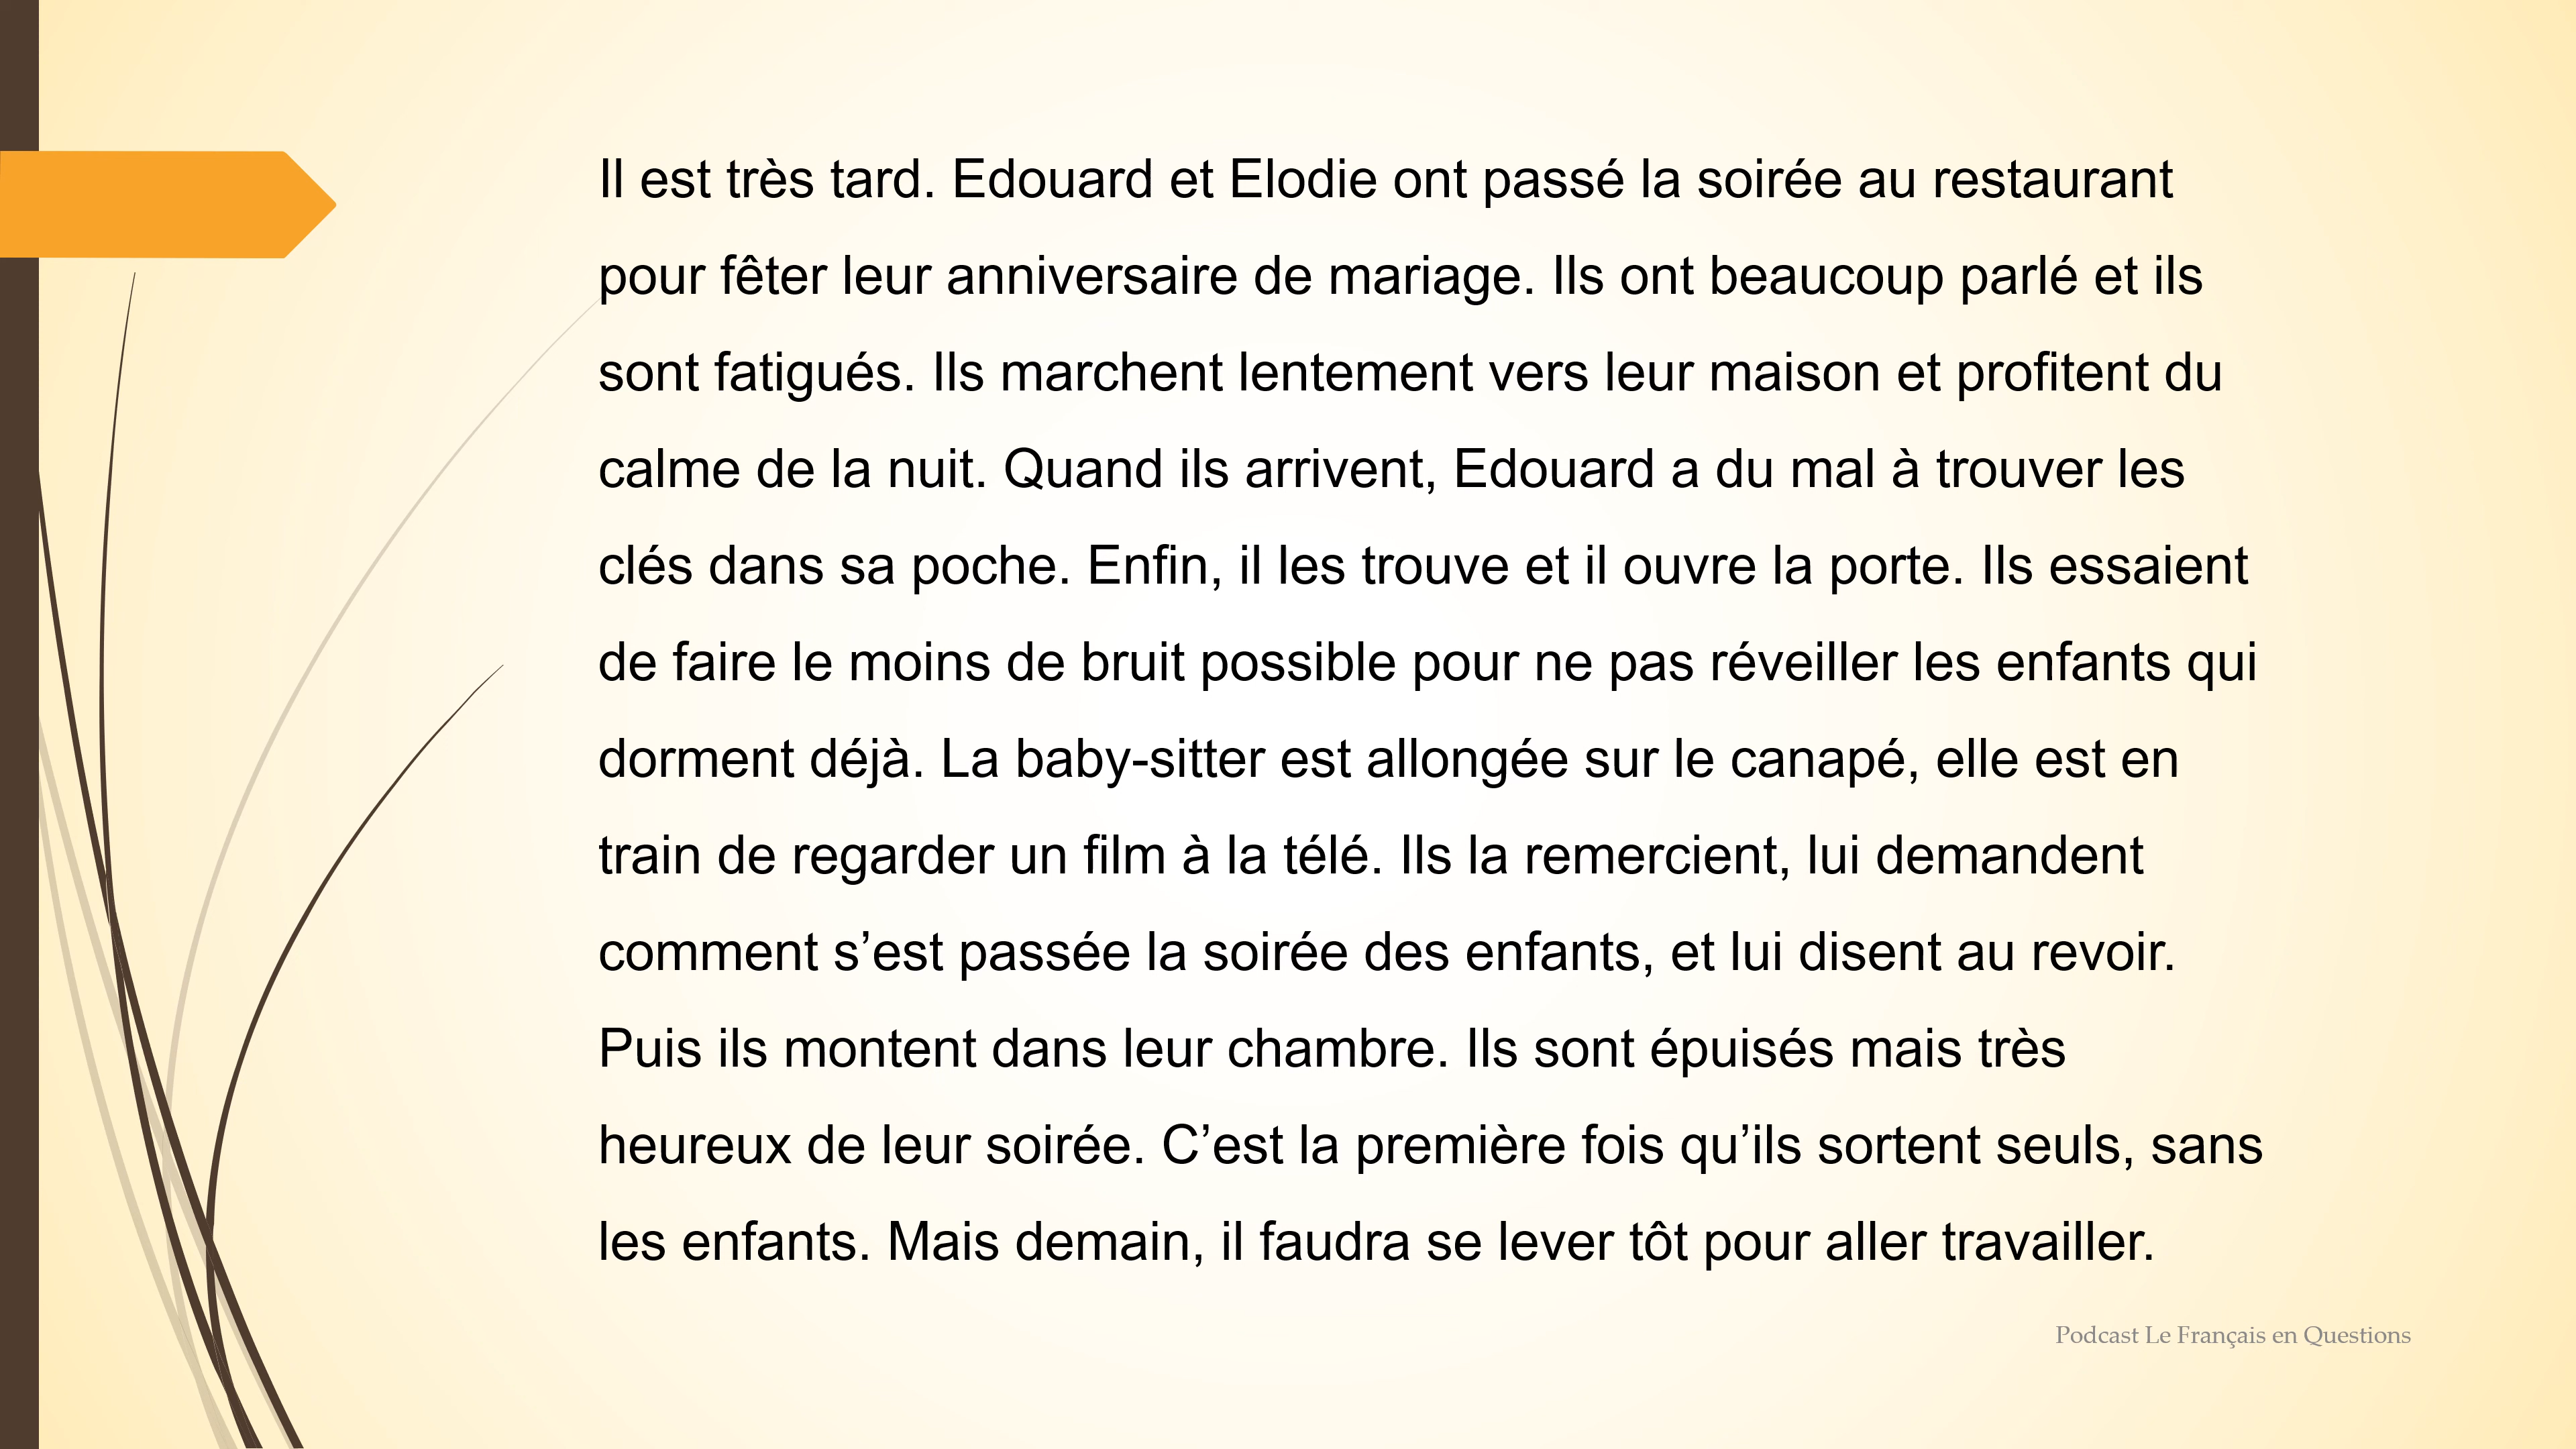 Il est très tard. Edouard et Elodie ont passé la soirée au restaurant
pour fêter leur anniversaire de mariage. Ils ont beaucoup parlé et ils
sont fatigués. Ils marchent lentement vers leur maison et profitent du
calme de la nuit. Quand ils arrivent, Edouard a du mal à trouver les
clés dans sa poche. Enfin, il les trouve et il ouvre la porte. Ils essaient
de faire le moins de bruit possible pour ne pas réveiller les enfants qui
dorment déjà. La baby-sitter est allongée sur le canapé, elle est en
train de regarder un film à la télé. Ils la remercient, lui demandent
comment s’est passée la soirée des enfants, et lui disent au revoir.
Puis ils montent dans leur chambre. Ils sont épuisés mais très
heureux de leur soirée. C’est la première fois qu’ils sortent seuls, sans
les enfants. Mais demain, il faudra se lever tôt pour aller travailler.
Podcast Le Français en Questions